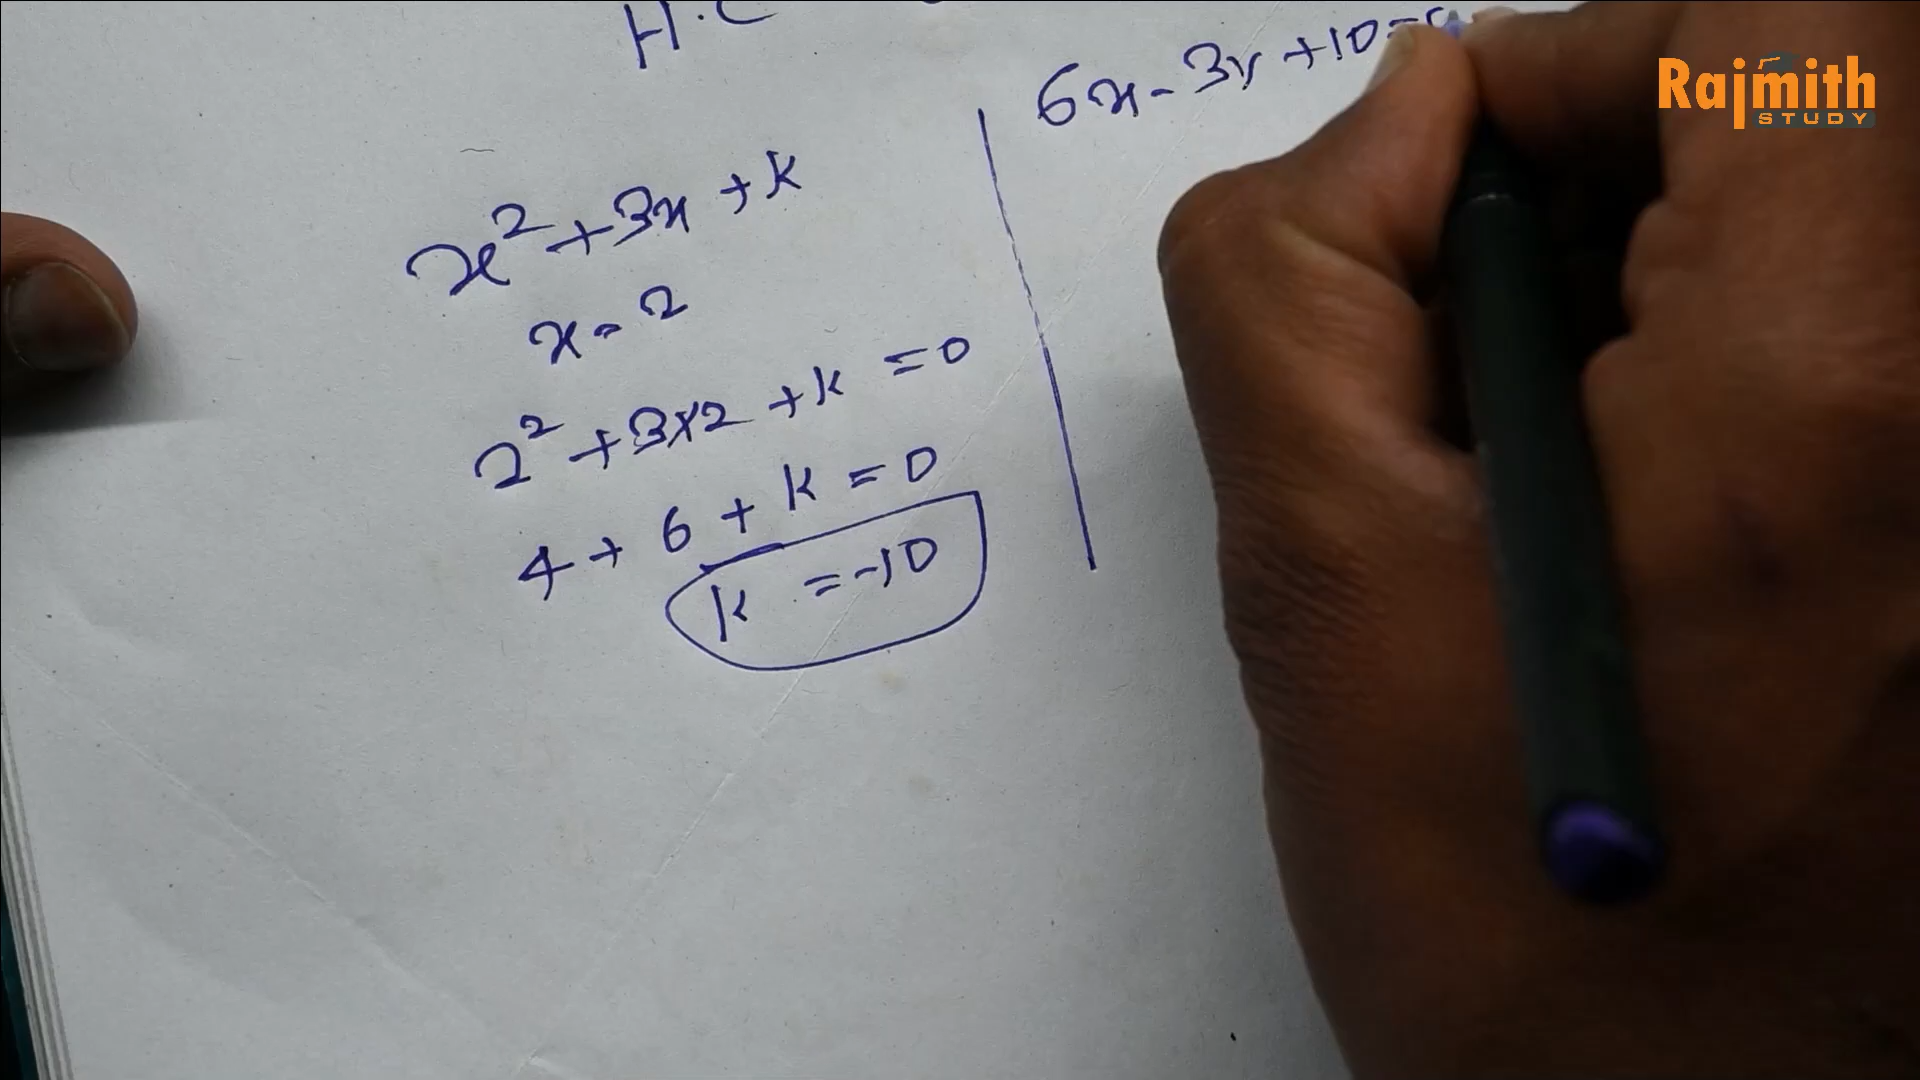 H.C
x² + 3x + k
x = 2
2² + 3×2 + k = 0
4 + 6 + k = 0
k = -10
6x - 3y + 10 =
Rajmith
STUDY